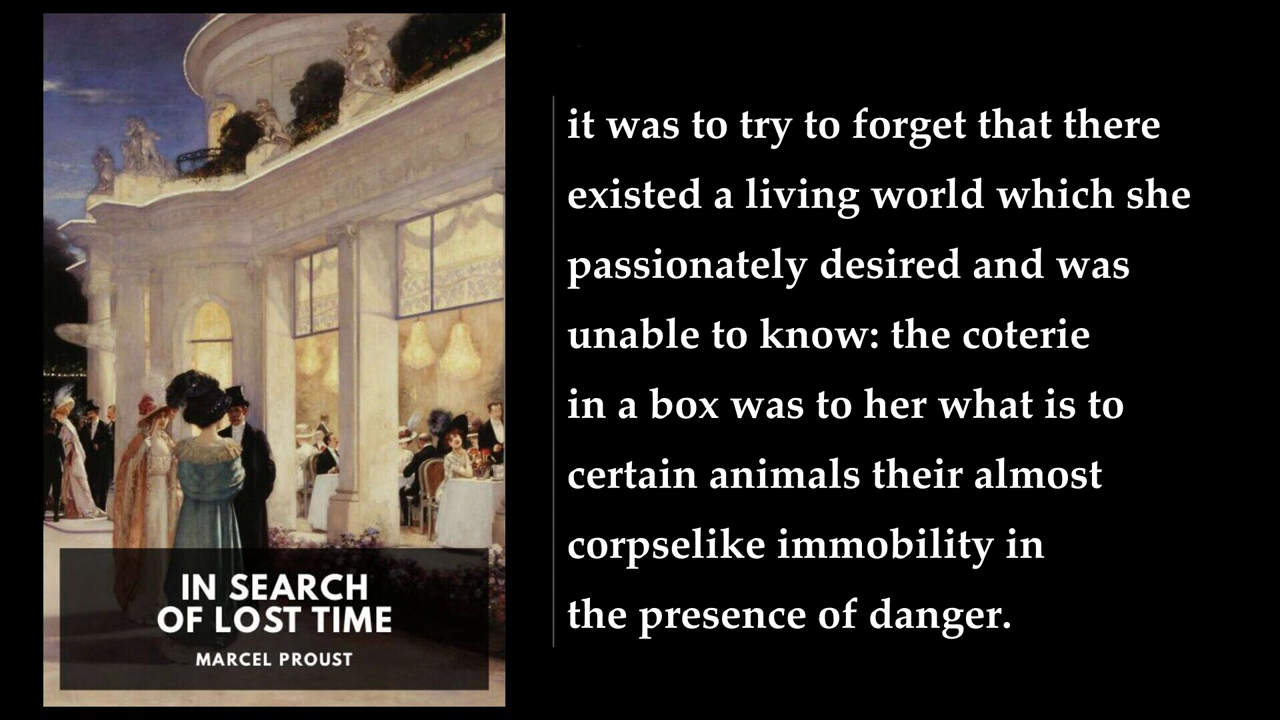 IN SEARCH
OF LOST TIME
MARCEL PROUST
it was to try to forget that there
existed a living world which she
passionately desired and was
unable to know: the coterie
in a box was to her what is to
certain animals their almost
corpselike immobility in
the presence of danger.